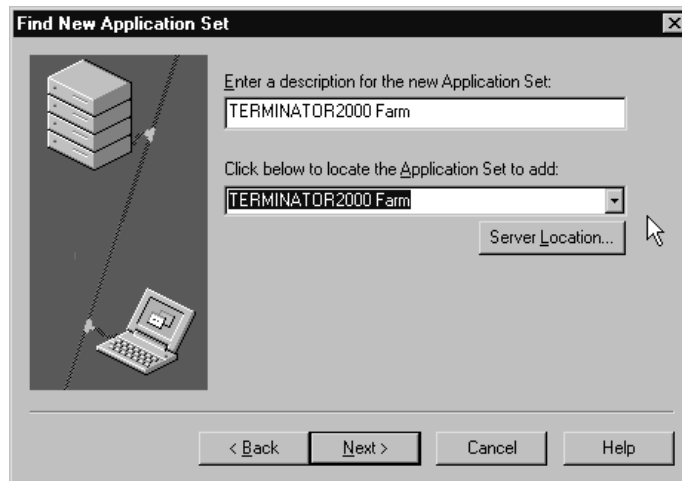 Find New Application Set
Enter a description for the new Application Set:
TERMINATOR2000 Farm
Click below to locate the Application Set to add:
TERMINATOR2000 Farm
Server Location...
< Back
Next >
Cancel
Help